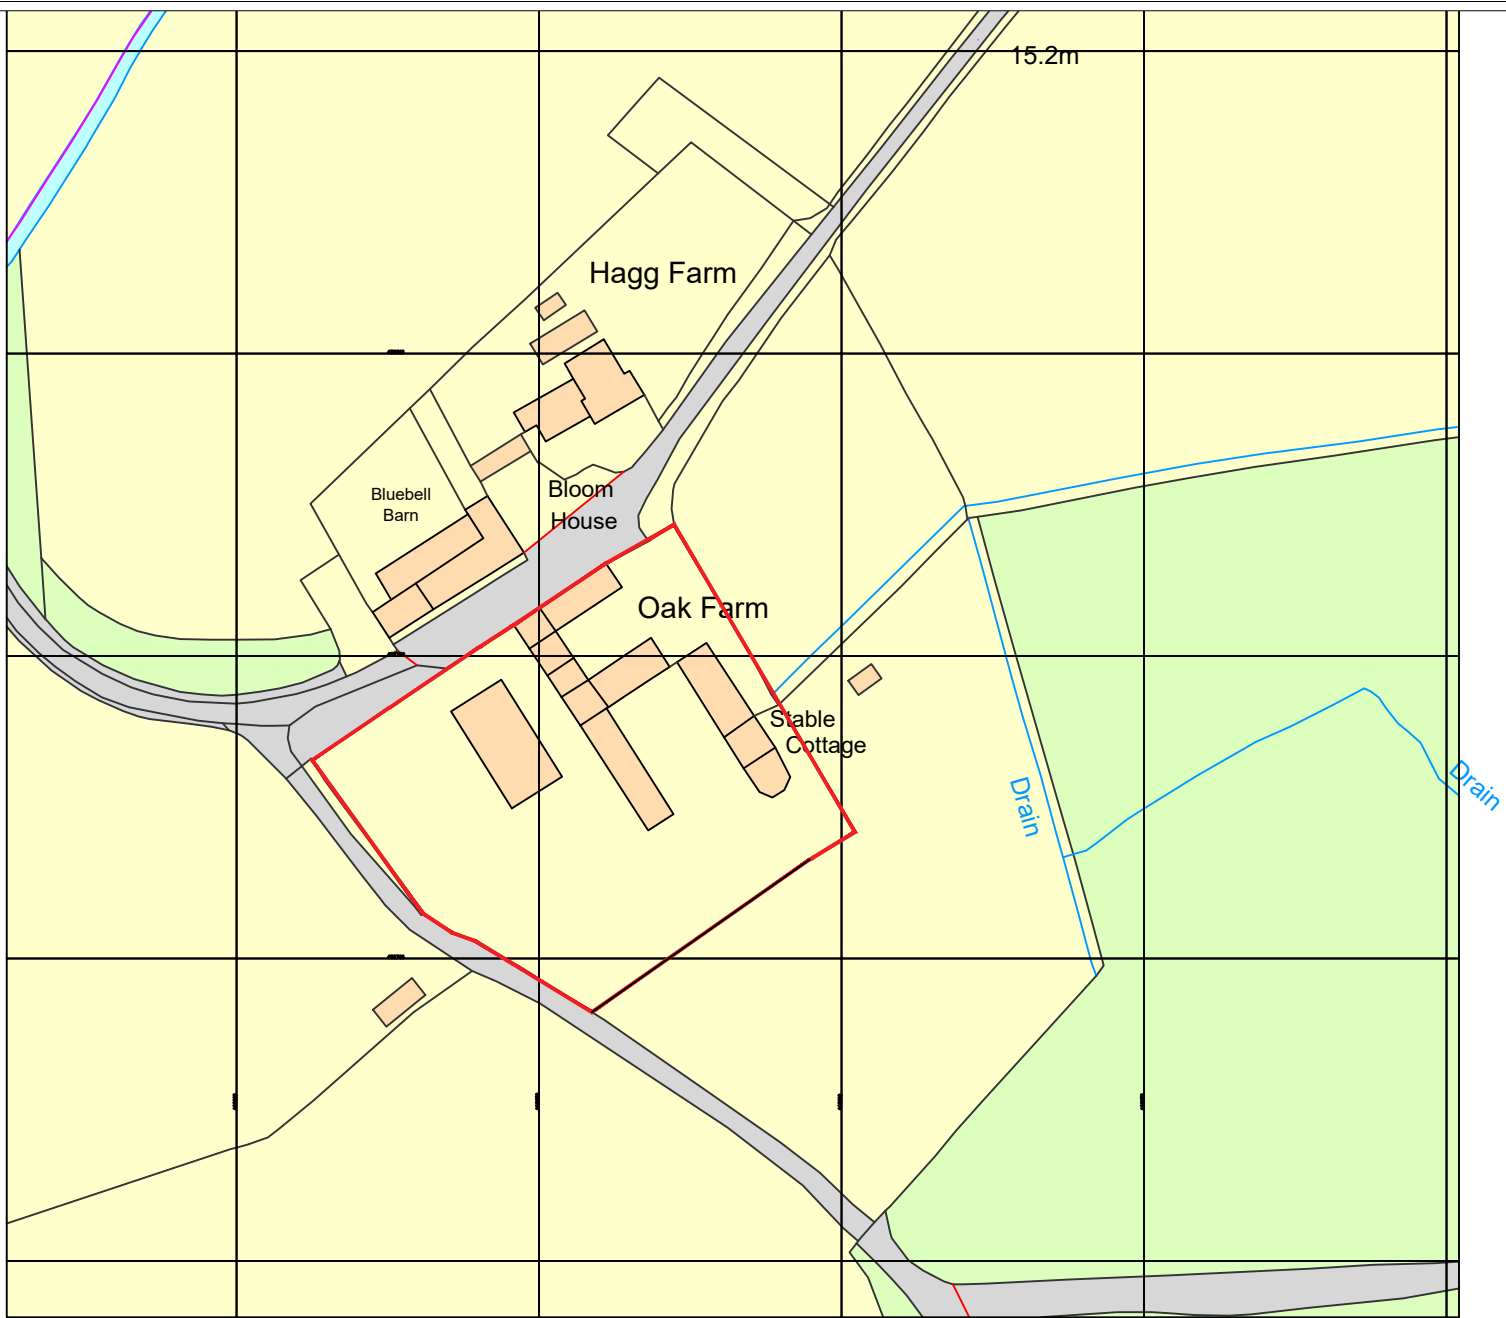 15.2m
Hagg Farm
Bluebell
Barn
Bloom
House
Oak Farm
Stable
Cottage
Drain
Drain